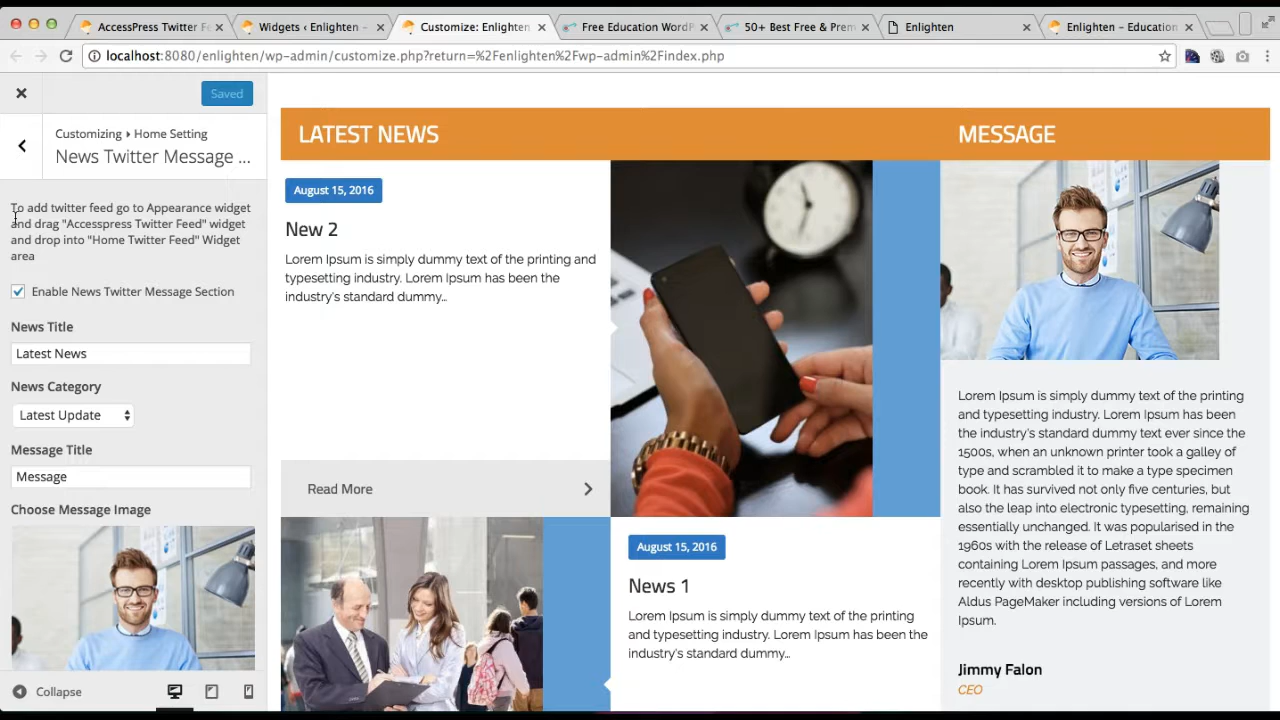 AccessPress Twitter Fe
Widgets ‹ Enlighten –
Customize: Enlighten
Free Education WordP
50+ Best Free & Prem
Enlighten
Enlighten – Education
localhost:8080/enlighten/wp-admin/customize.php?return=%2Fenlighten%2Fwp-admin%2Findex.php
Saved
Customizing ▸ Home Setting
News Twitter Message ...
To add twitter feed go to Appearance widget
and drag "Accesspress Twitter Feed" widget
and drop into "Home Twitter Feed" Widget
area
Enable News Twitter Message Section
News Title
Latest News
News Category
Latest Update
Message Title
Message
Choose Message Image
Collapse
LATEST NEWS
August 15, 2016
New 2
Lorem Ipsum is simply dummy text of the printing and
typesetting industry. Lorem Ipsum has been the
industry's standard dummy...
Read More
August 15, 2016
News 1
Lorem Ipsum is simply dummy text of the printing and
typesetting industry. Lorem Ipsum has been the
industry's standard dummy...
MESSAGE
Lorem Ipsum is simply dummy text of the printing
and typesetting industry. Lorem Ipsum has been
the industry's standard dummy text ever since the
1500s, when an unknown printer took a galley of
type and scrambled it to make a type specimen
book. It has survived not only five centuries, but
also the leap into electronic typesetting, remaining
essentially unchanged. It was popularised in the
1960s with the release of Letraset sheets
containing Lorem Ipsum passages, and more
recently with desktop publishing software like
Aldus PageMaker including versions of Lorem
Ipsum.
Jimmy Falon
CEO